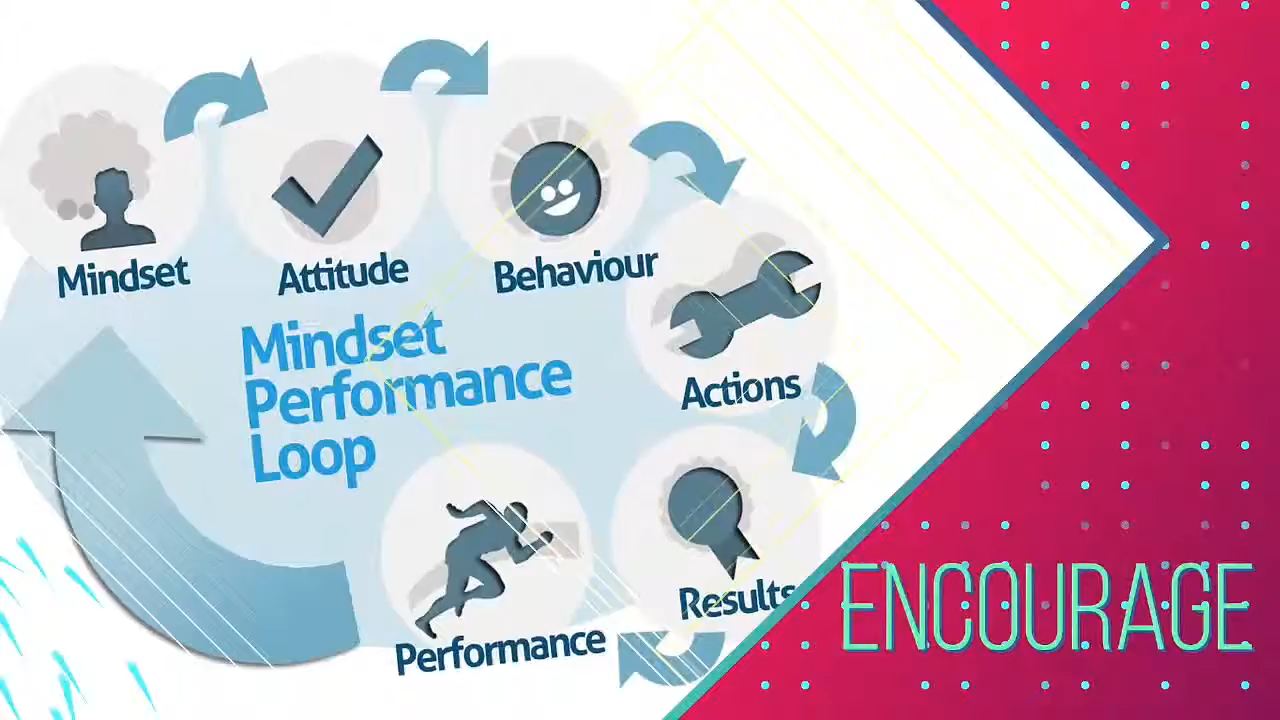 Mindset
Attitude
Behaviour
Mindset
Performance
Loop
Actions
Results
Performance
ENCOURAGE